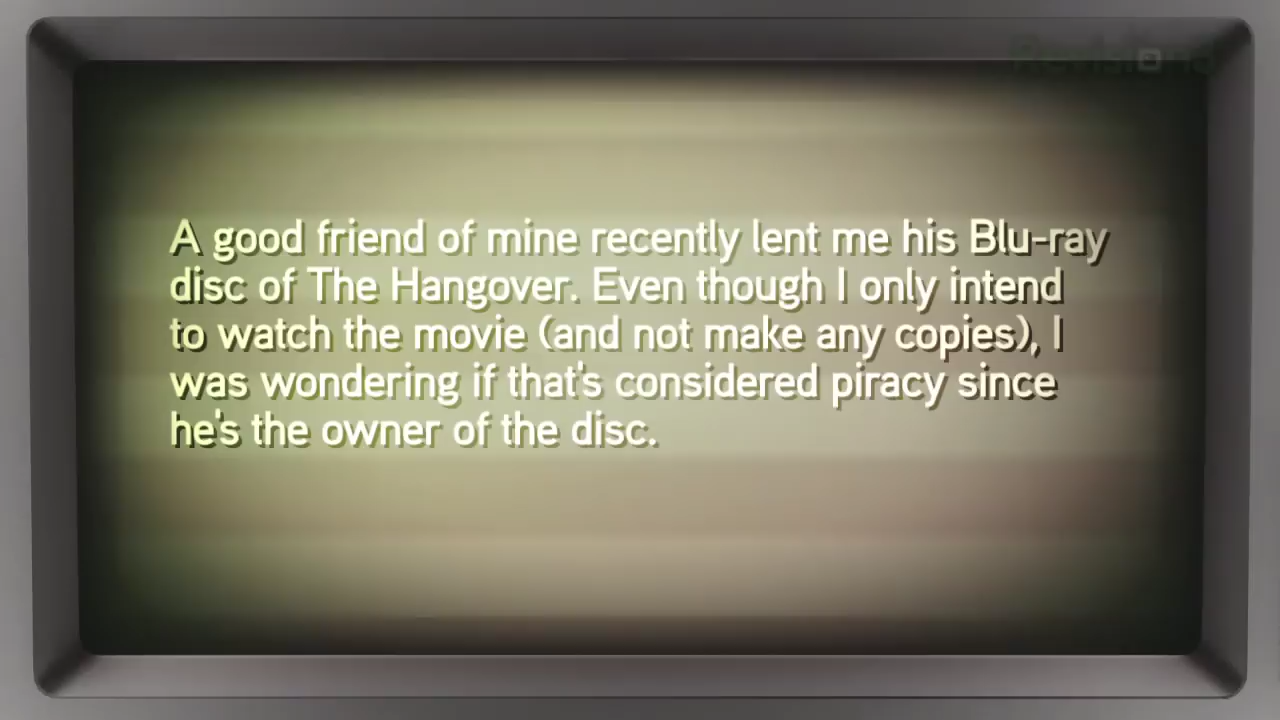 Revision3
A good friend of mine recently lent me his Blu-ray
disc of The Hangover. Even though I only intend
to watch the movie (and not make any copies), I
was wondering if that's considered piracy since
he's the owner of the disc.